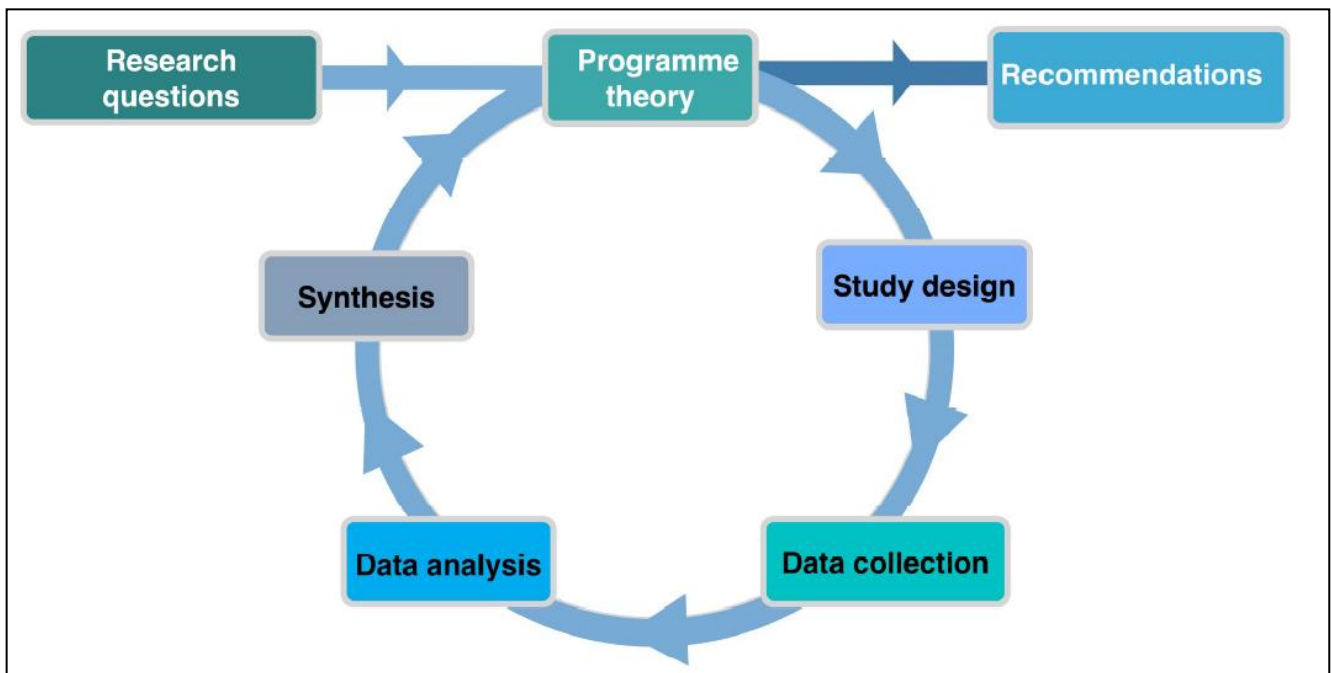 Research
questions
Programme
theory
Recommendations
Synthesis
Study design
Data analysis
Data collection